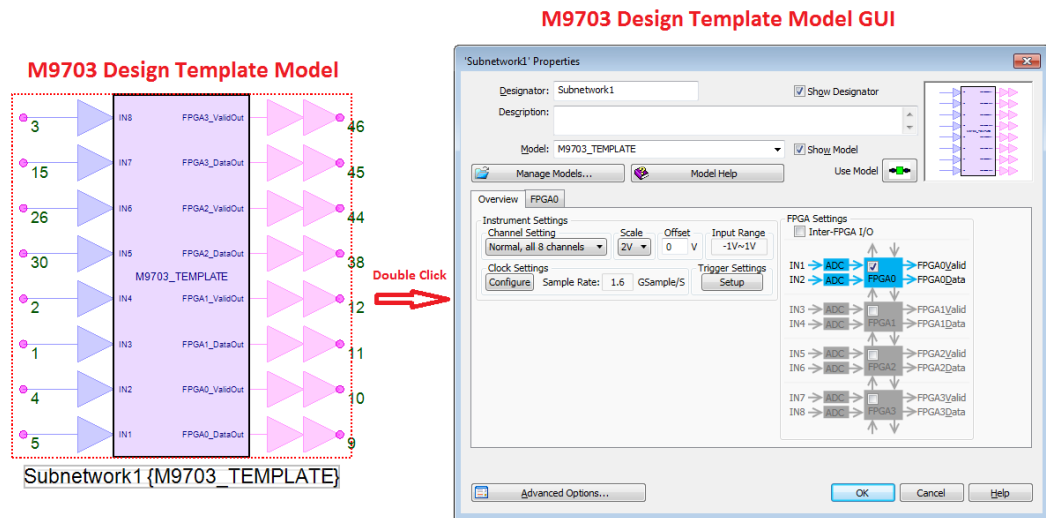 M9703 Design Template Model GUI
M9703 Design Template Model
3 IN8 FPGA3_ValidOut 46
15 IN7 FPGA3_DataOut 45
26 IN6 FPGA2_ValidOut 44
30 IN5 FPGA2_DataOut 38
M9703_TEMPLATE
2 IN4 FPGA1_ValidOut 12
1 IN3 FPGA1_DataOut 11
4 IN2 FPGA0_ValidOut 10
5 IN1 FPGA0_DataOut 9
Subnetwork1 {M9703_TEMPLATE}
Double Click
'Subnetwork1' Properties
Designator: Subnetwork1 Show Designator
Description:
Model: M9703_TEMPLATE Show Model
Manage Models... Model Help Use Model
Overview FPGA0
Instrument Settings
Channel Setting Scale Offset Input Range
Normal, all 8 channels 2V 0 V -1V~1V
Clock Settings Trigger Settings
Configure Sample Rate: 1.6 GSample/S Setup
FPGA Settings
Inter-FPGA I/O
IN1 ADC FPGA0Valid
IN2 ADC FPGA0 FPGA0Data
IN3 ADC FPGA1Valid
IN4 ADC FPGA1 FPGA1Data
IN5 ADC FPGA2Valid
IN6 ADC FPGA2 FPGA2Data
IN7 ADC FPGA3Valid
IN8 ADC FPGA3 FPGA3Data
Advanced Options... OK Cancel Help